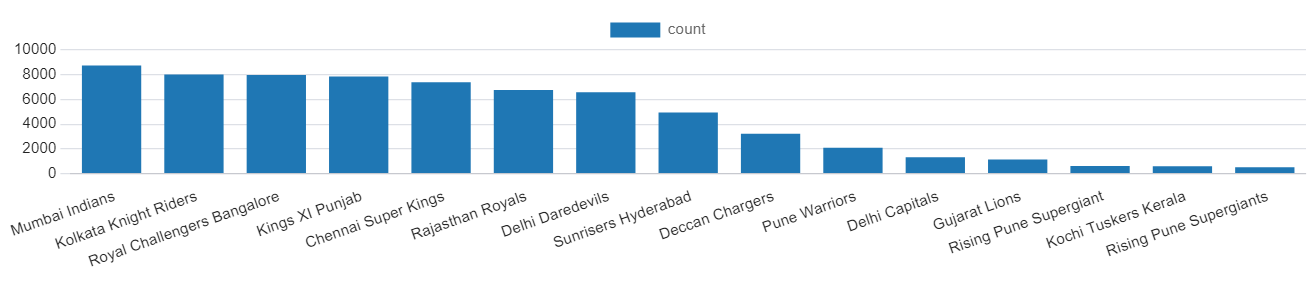 count
10000
8000
6000
4000
2000
0
Mumbai Indians
Kolkata Knight Riders
Royal Challengers Bangalore
Kings XI Punjab
Chennai Super Kings
Rajasthan Royals
Delhi Daredevils
Sunrisers Hyderabad
Deccan Chargers
Pune Warriors
Delhi Capitals
Gujarat Lions
Rising Pune Supergiant
Kochi Tuskers Kerala
Rising Pune Supergiants